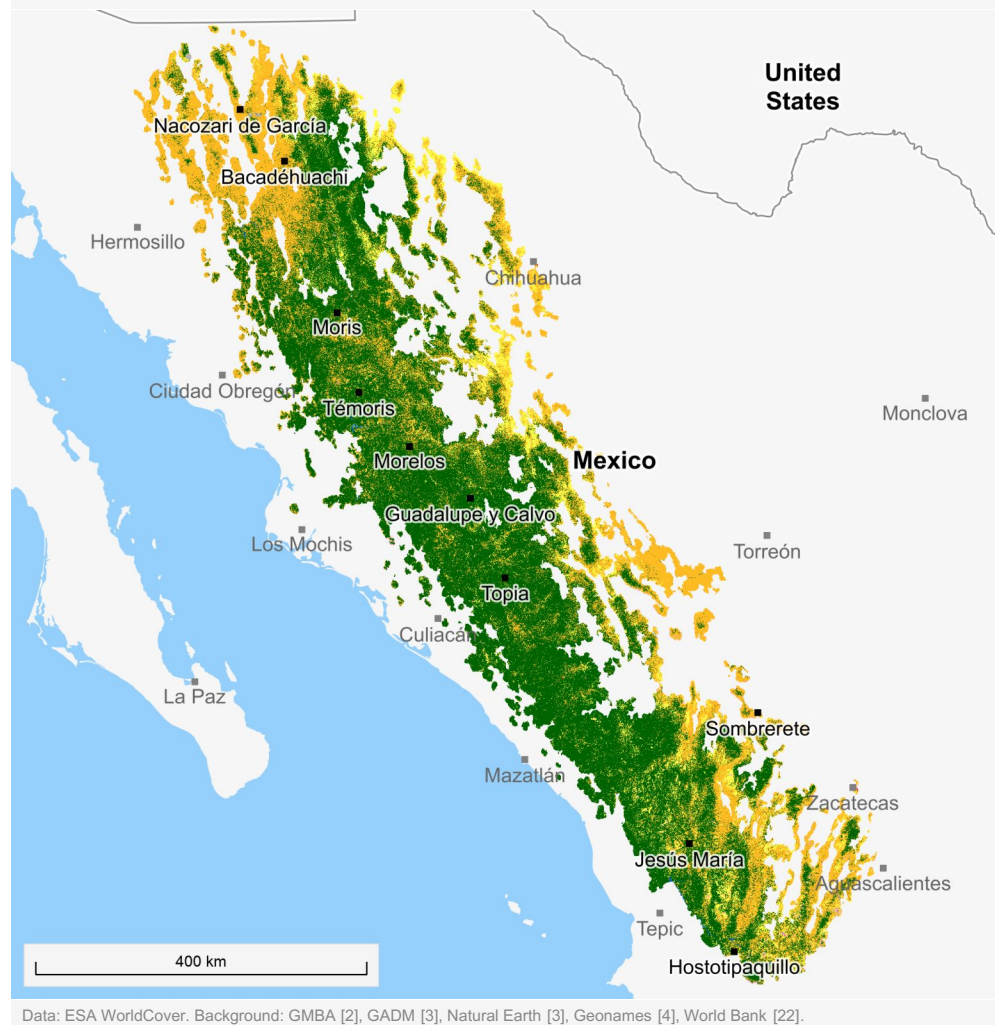 United
States
Nacozari de García
Bacadéhuachi
Hermosillo
Chihuahua
Moris
Ciudad Obregón
Témoris
Monclova
Morelos
Mexico
Guadalupe y Calvo
Los Mochis
Torreón
Topia
Culiacán
La Paz
Sombrerete
Mazatlán
Zacatecas
Jesús María
Aguascalientes
Tepic
400 km
Hostotipaquillo
Data: ESA WorldCover. Background: GMBA [2], GADM [3], Natural Earth [3], Geonames [4], World Bank [22].